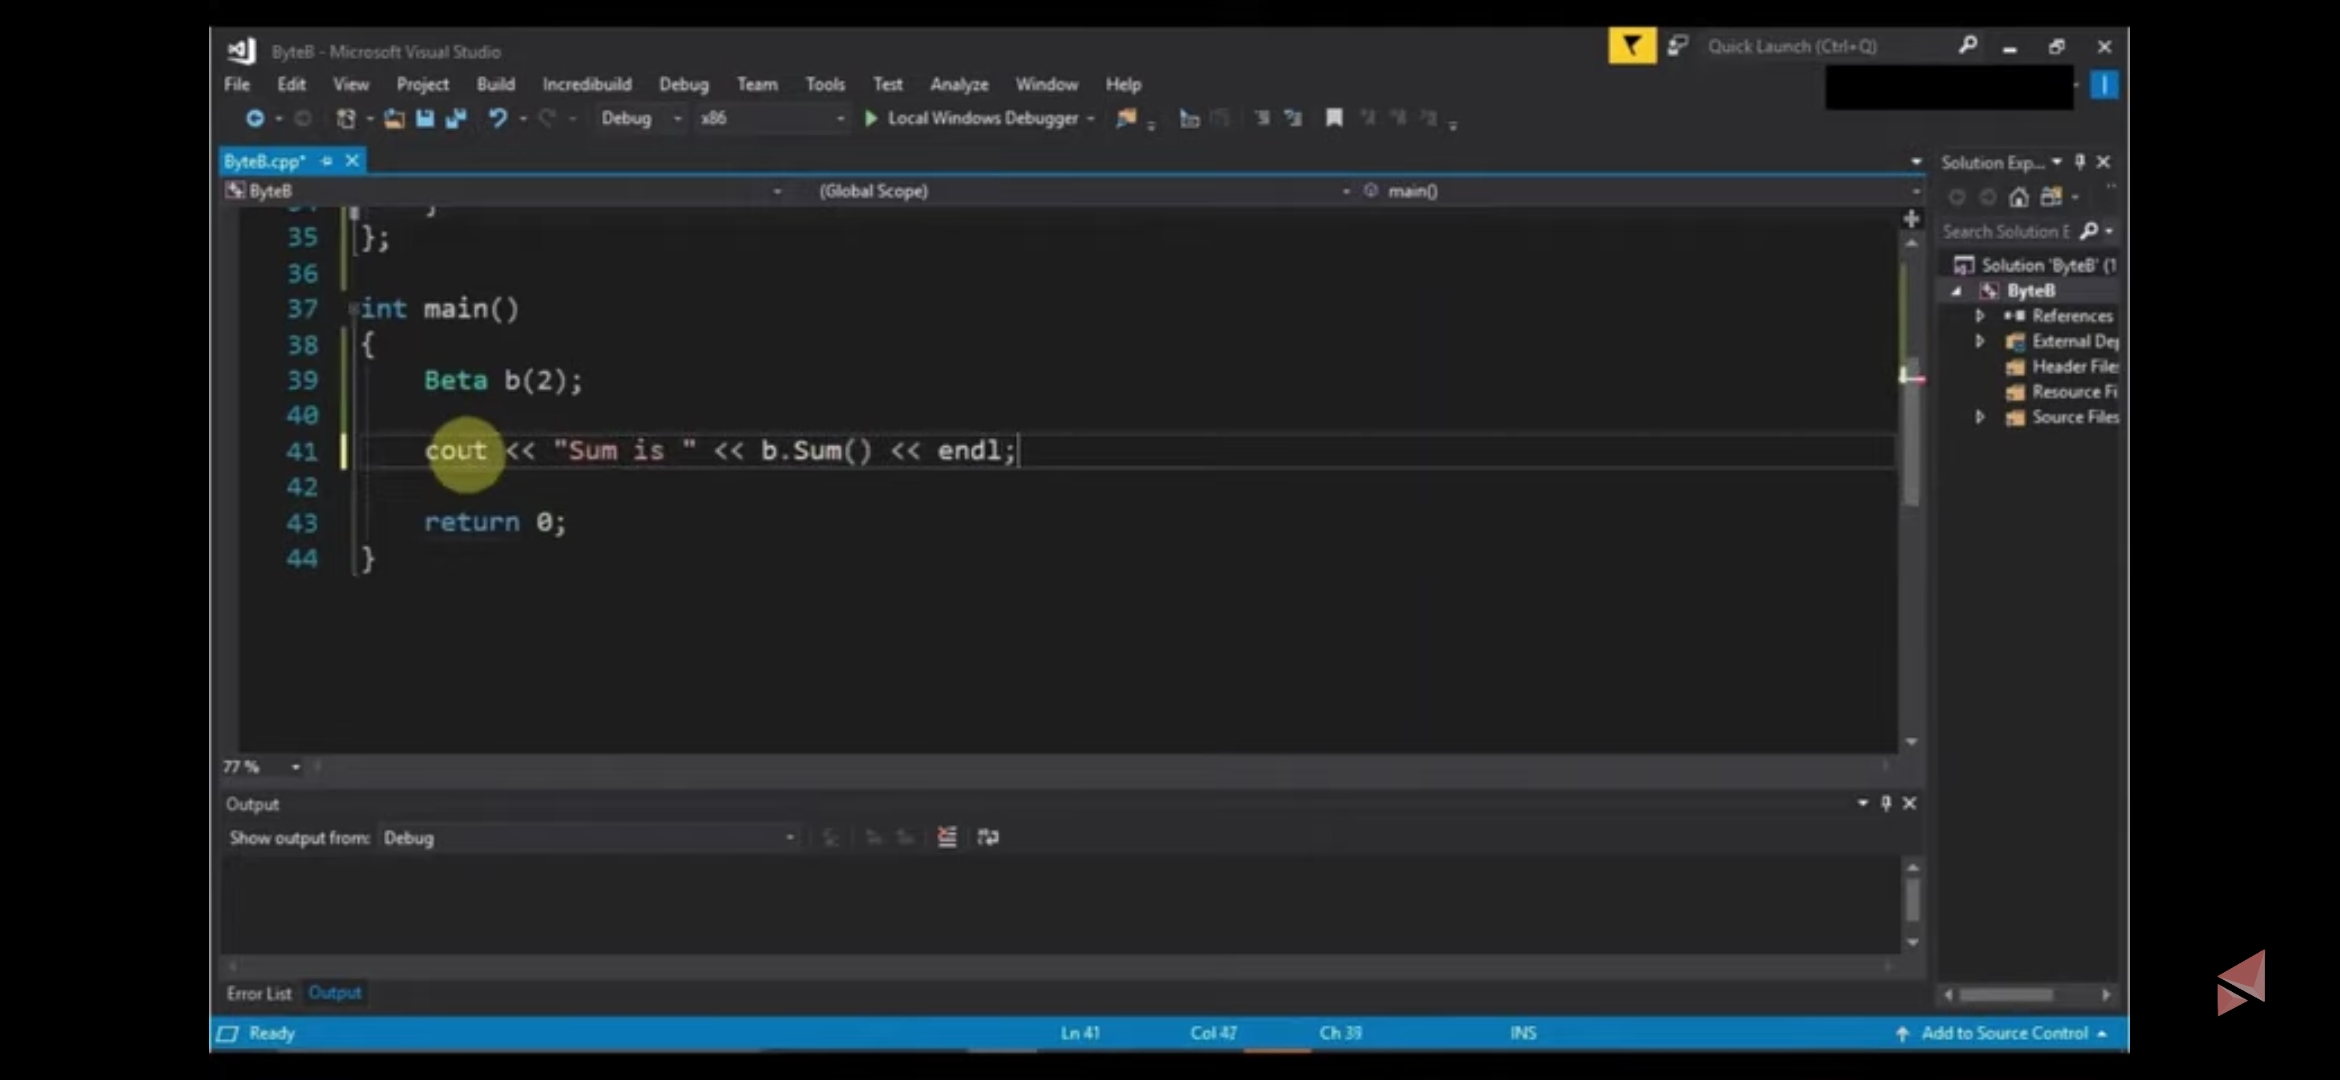 ByteB - Microsoft Visual Studio
Quick Launch (Ctrl+Q)
File Edit View Project Build Incredibuild Debug Team Tools Test Analyze Window Help
Debug x86 Local Windows Debugger
ByteB.cpp*
Solution Exp...
ByteB (Global Scope) main()
Search Solution E
35 };
36
37 int main()
38 {
39 Beta b(2);
40
41 cout << "Sum is " << b.Sum() << endl;
42
43 return 0;
44 }
Solution 'ByteB' (1
ByteB
References
External De
Header File
Resource Fi
Source Files
77 %
Output
Show output from: Debug
Error List Output
Ready Ln 41 Col 47 Ch 39 INS Add to Source Control